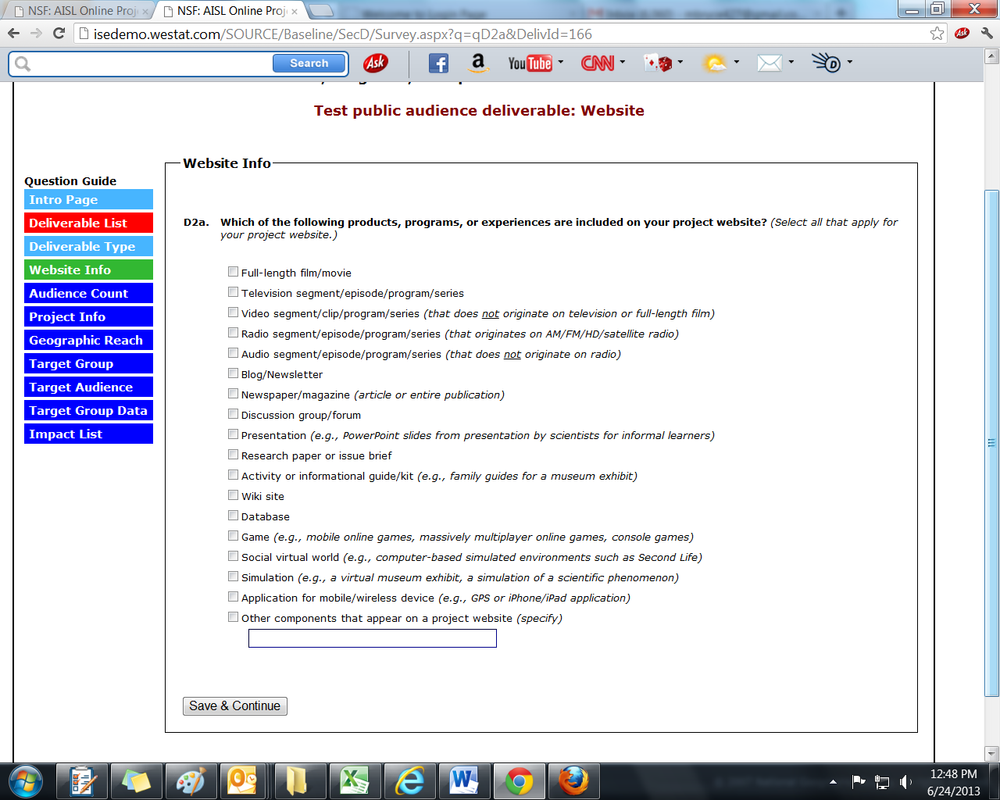 NSF: AISL Online Proj
NSF: AISL Online Proj
isedemo.westat.com/SOURCE/Baseline/SecD/Survey.aspx?q=qD2a&DelivId=166
Ask
Search
Ask
a
YouTube
CNN
D
Test public audience deliverable: Website
Website Info
Question Guide
Intro Page
Deliverable List
Deliverable Type
Website Info
Audience Count
Project Info
Geographic Reach
Target Group
Target Audience
Target Group Data
Impact List
D2a. Which of the following products, programs, or experiences are included on your project website? (Select all that apply for
your project website.)
Full-length film/movie
Television segment/episode/program/series
Video segment/clip/program/series (that does not originate on television or full-length film)
Radio segment/episode/program/series (that originates on AM/FM/HD/satellite radio)
Audio segment/episode/program/series (that does not originate on radio)
Blog/Newsletter
Newspaper/magazine (article or entire publication)
Discussion group/forum
Presentation (e.g., PowerPoint slides from presentation by scientists for informal learners)
Research paper or issue brief
Activity or informational guide/kit (e.g., family guides for a museum exhibit)
Wiki site
Database
Game (e.g., mobile online games, massively multiplayer online games, console games)
Social virtual world (e.g., computer-based simulated environments such as Second Life)
Simulation (e.g., a virtual museum exhibit, a simulation of a scientific phenomenon)
Application for mobile/wireless device (e.g., GPS or iPhone/iPad application)
Other components that appear on a project website (specify)
Save & Continue
12:48 PM
6/24/2013